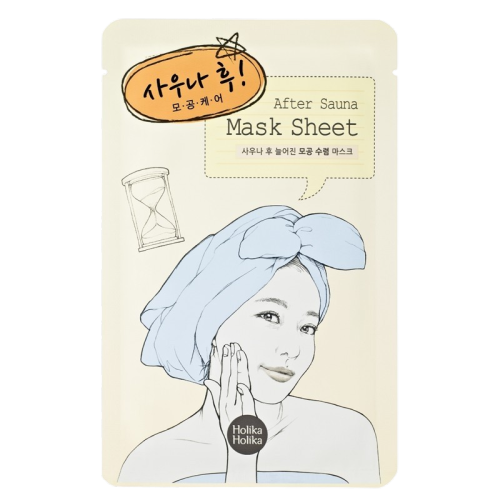 사우나 후!
모·공·케·어
After Sauna
Mask Sheet
사우나 후 늘어진 모공 수렴 마스크
Holika
Holika